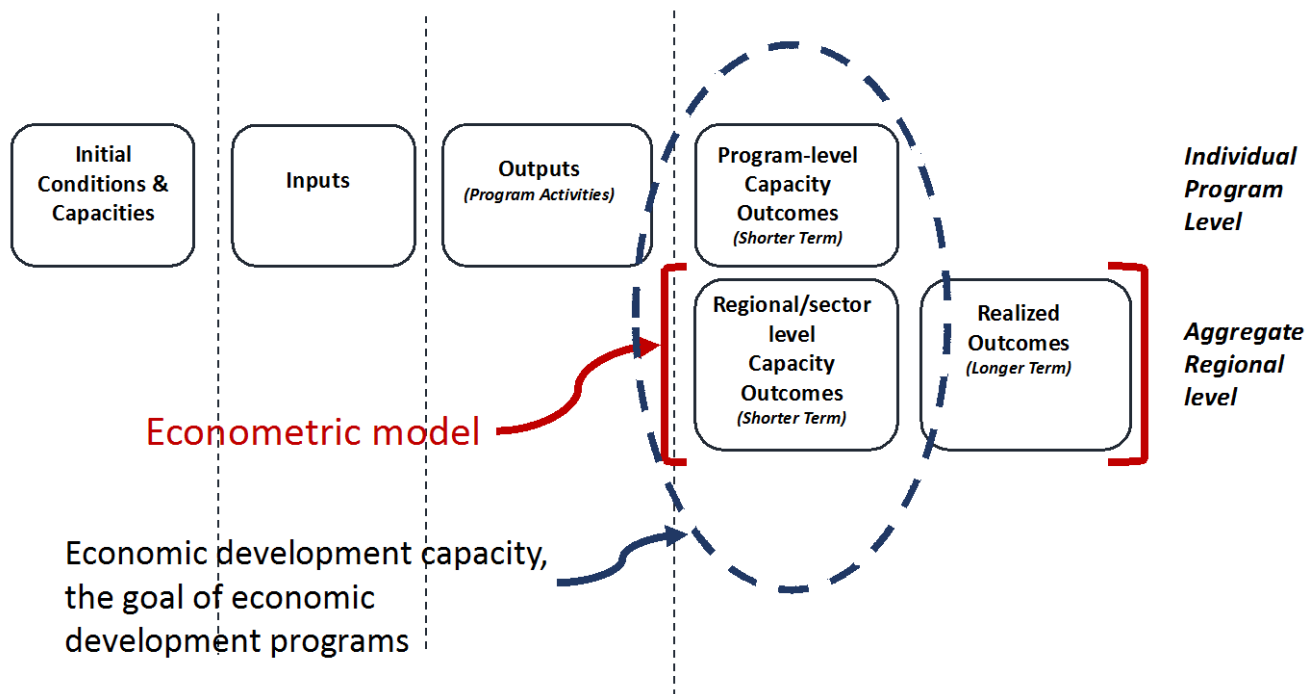 Initial
Conditions &
Capacities
Inputs
Outputs
(Program Activities)
Program-level
Capacity
Outcomes
(Shorter Term)
Individual
Program
Level
Regional/sector
level
Capacity
Outcomes
(Shorter Term)
Realized
Outcomes
(Longer Term)
Aggregate
Regional
level
Econometric model
Economic development capacity,
the goal of economic
development programs